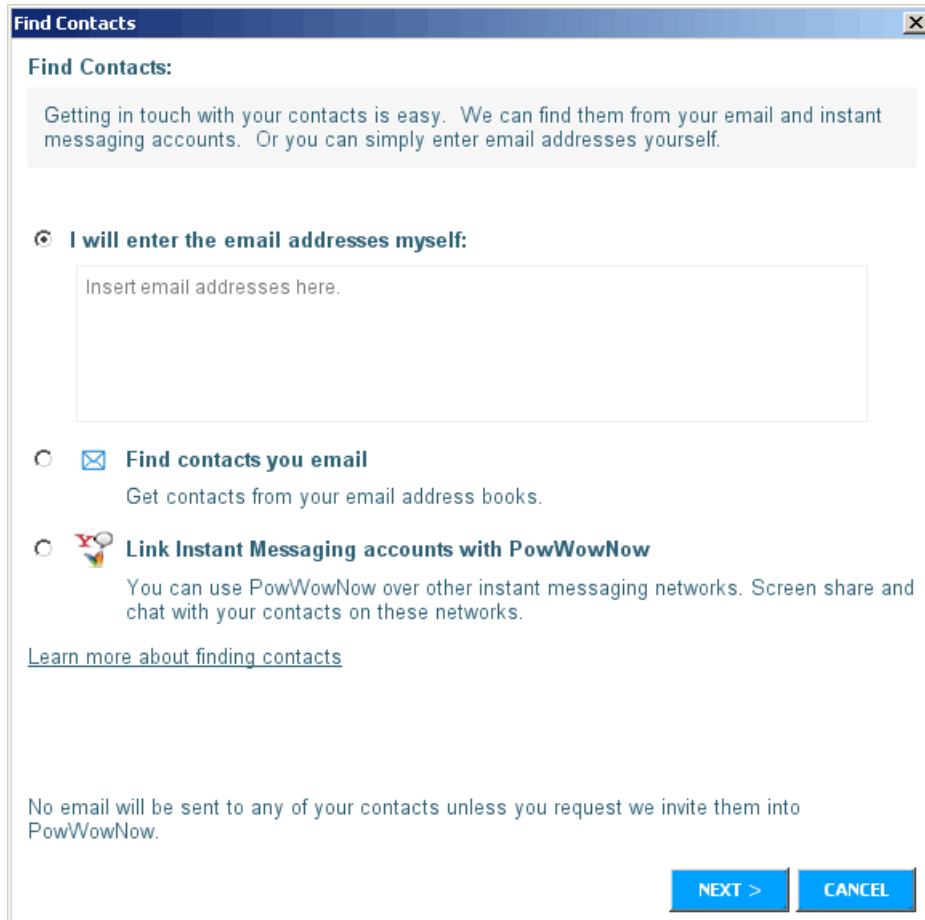 Find Contacts
Find Contacts:
Getting in touch with your contacts is easy.  We can find them from your email and instant
messaging accounts.  Or you can simply enter email addresses yourself.
I will enter the email addresses myself:
Insert email addresses here.
Find contacts you email
Get contacts from your email address books.
Link Instant Messaging accounts with PowWowNow
You can use PowWowNow over other instant messaging networks. Screen share and
chat with your contacts on these networks.
Learn more about finding contacts
No email will be sent to any of your contacts unless you request we invite them into
PowWowNow.
NEXT >
CANCEL